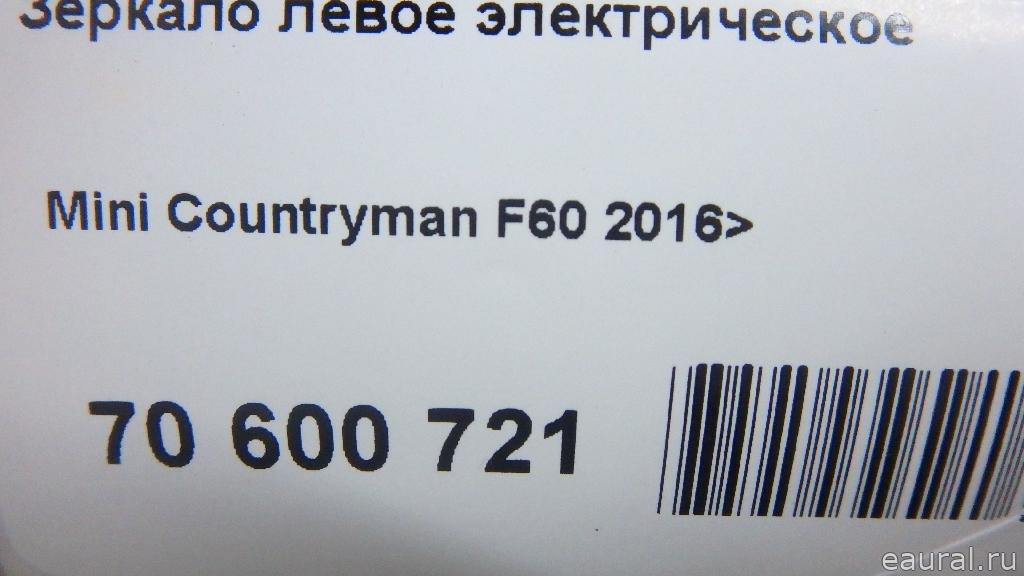 Зеркало левое электрическое
Mini Countryman F60 2016>
70 600 721
eaural.ru